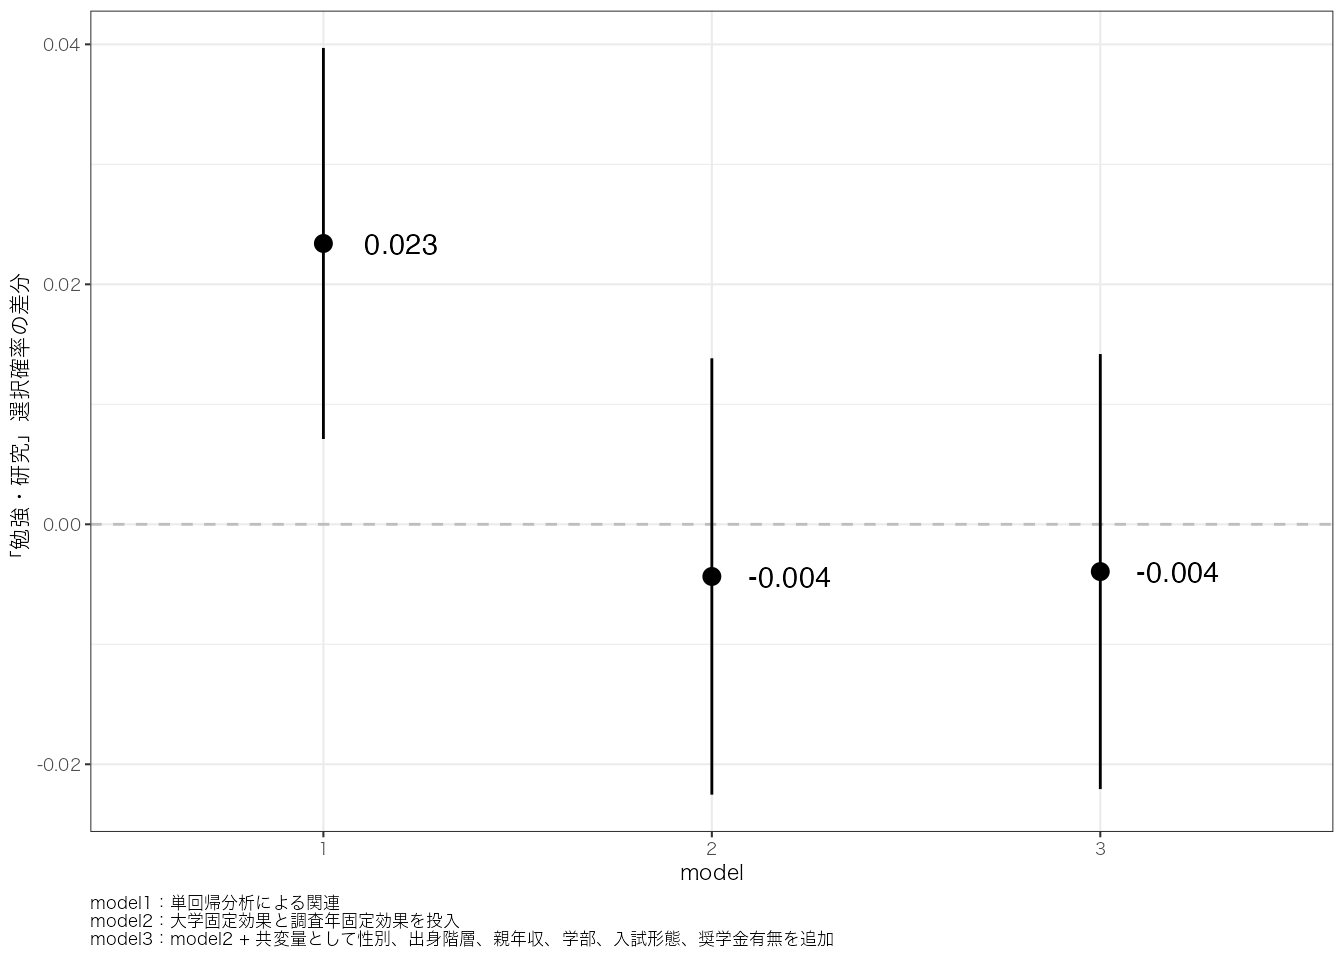 「勉強・研究」選択確率の差分
0.04
0.02
0.00
-0.02
0.023
-0.004
-0.004
1
2
3
model
model1：単回帰分析による関連
model2：大学固定効果と調査年固定効果を投入
model3：model2 + 共変量として性別、出身階層、親年収、学部、入試形態、奨学金有無を追加